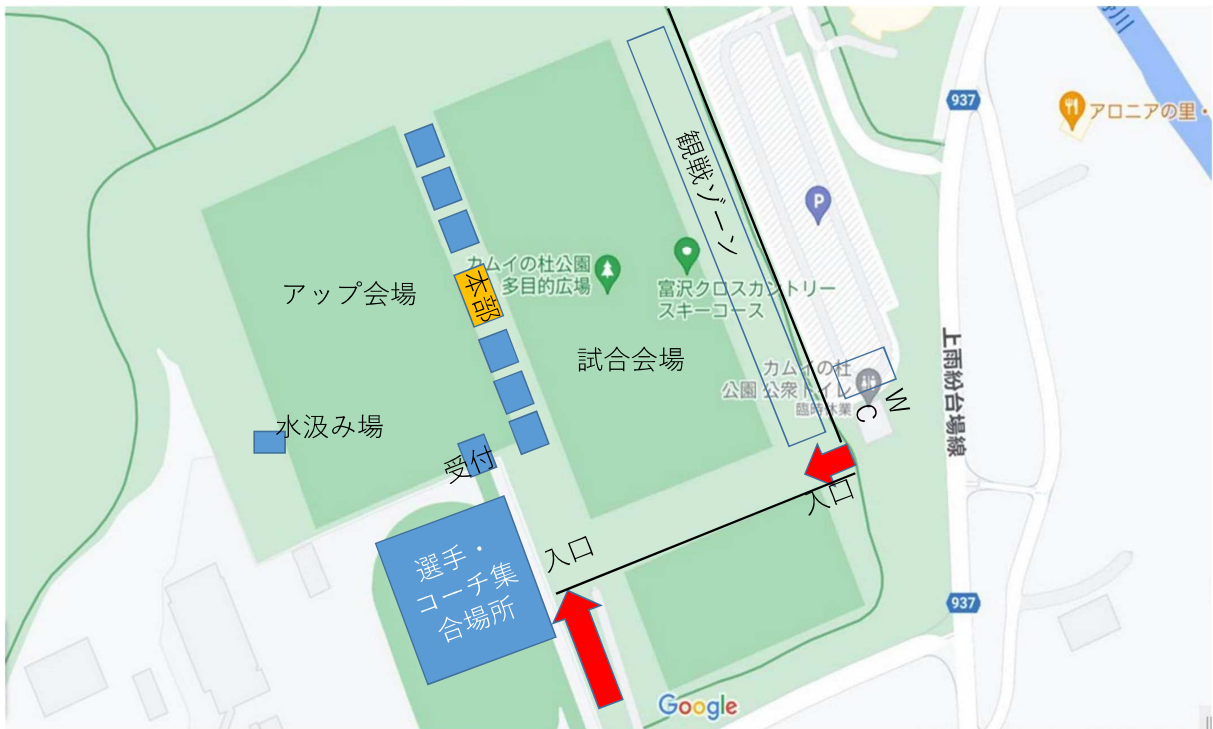 川
937
アロニアの里・
観戦ゾーン
P
カムイの杜公園
多目的広場
富沢クロスカントリー
スキーコース
アップ会場
本部
試合会場
カムイの杜
公園 公衆トイレ
臨時休業
W
C
上雨紛台場線
水汲み場
受付
入口
入口
選手・
コーチ集
合場所
937
Google